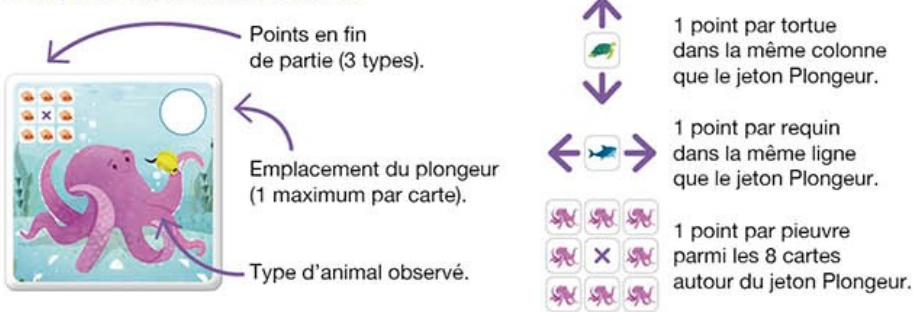 Points en fin
de partie (3 types).
Emplacement du plongeur
(1 maximum par carte).
Type d'animal observé.
1 point par tortue
dans la même colonne
que le jeton Plongeur.
1 point par requin
dans la même ligne
que le jeton Plongeur.
1 point par pieuvre
parmi les 8 cartes
autour du jeton Plongeur.